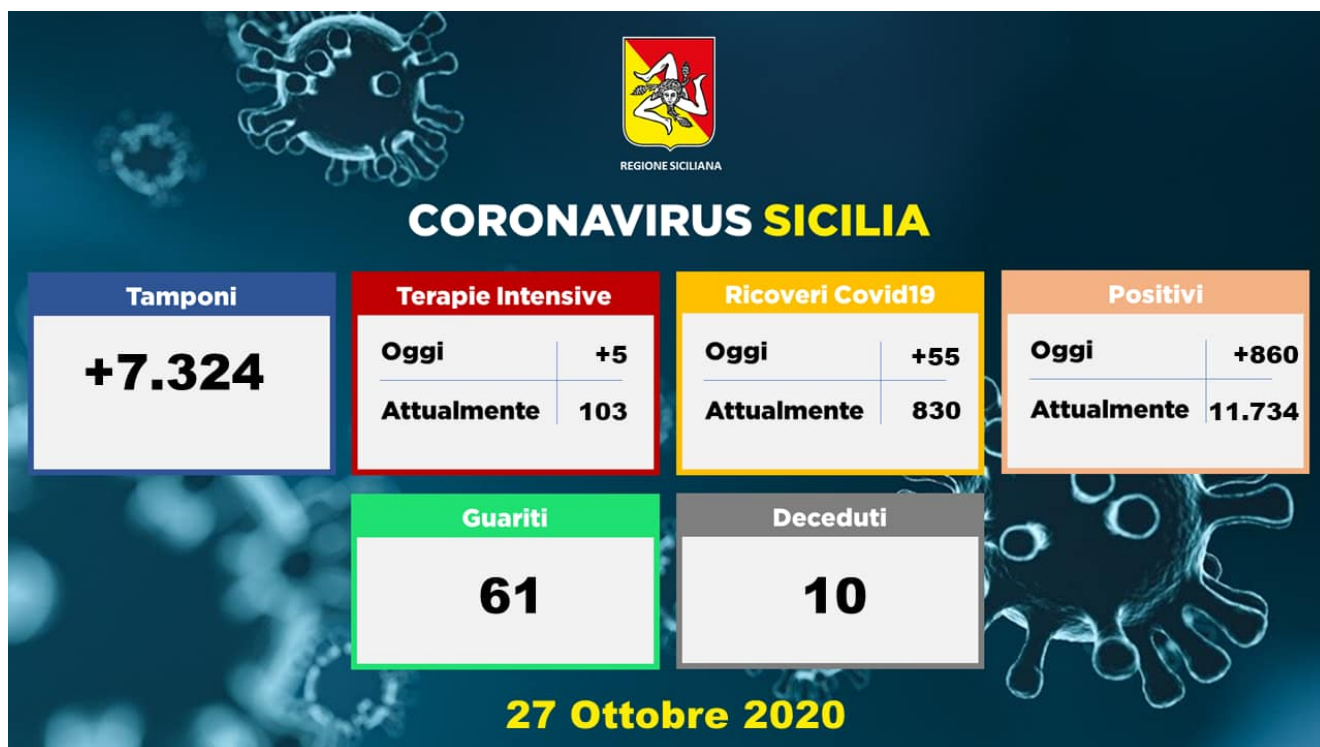 REGIONE SICILIANA
CORONAVIRUS SICILIA
Tamponi
+7.324
Terapie Intensive
Oggi +5
Attualmente 103
Ricoveri Covid19
Oggi +55
Attualmente 830
Positivi
Oggi +860
Attualmente 11.734
Guariti
61
Deceduti
10
27 Ottobre 2020